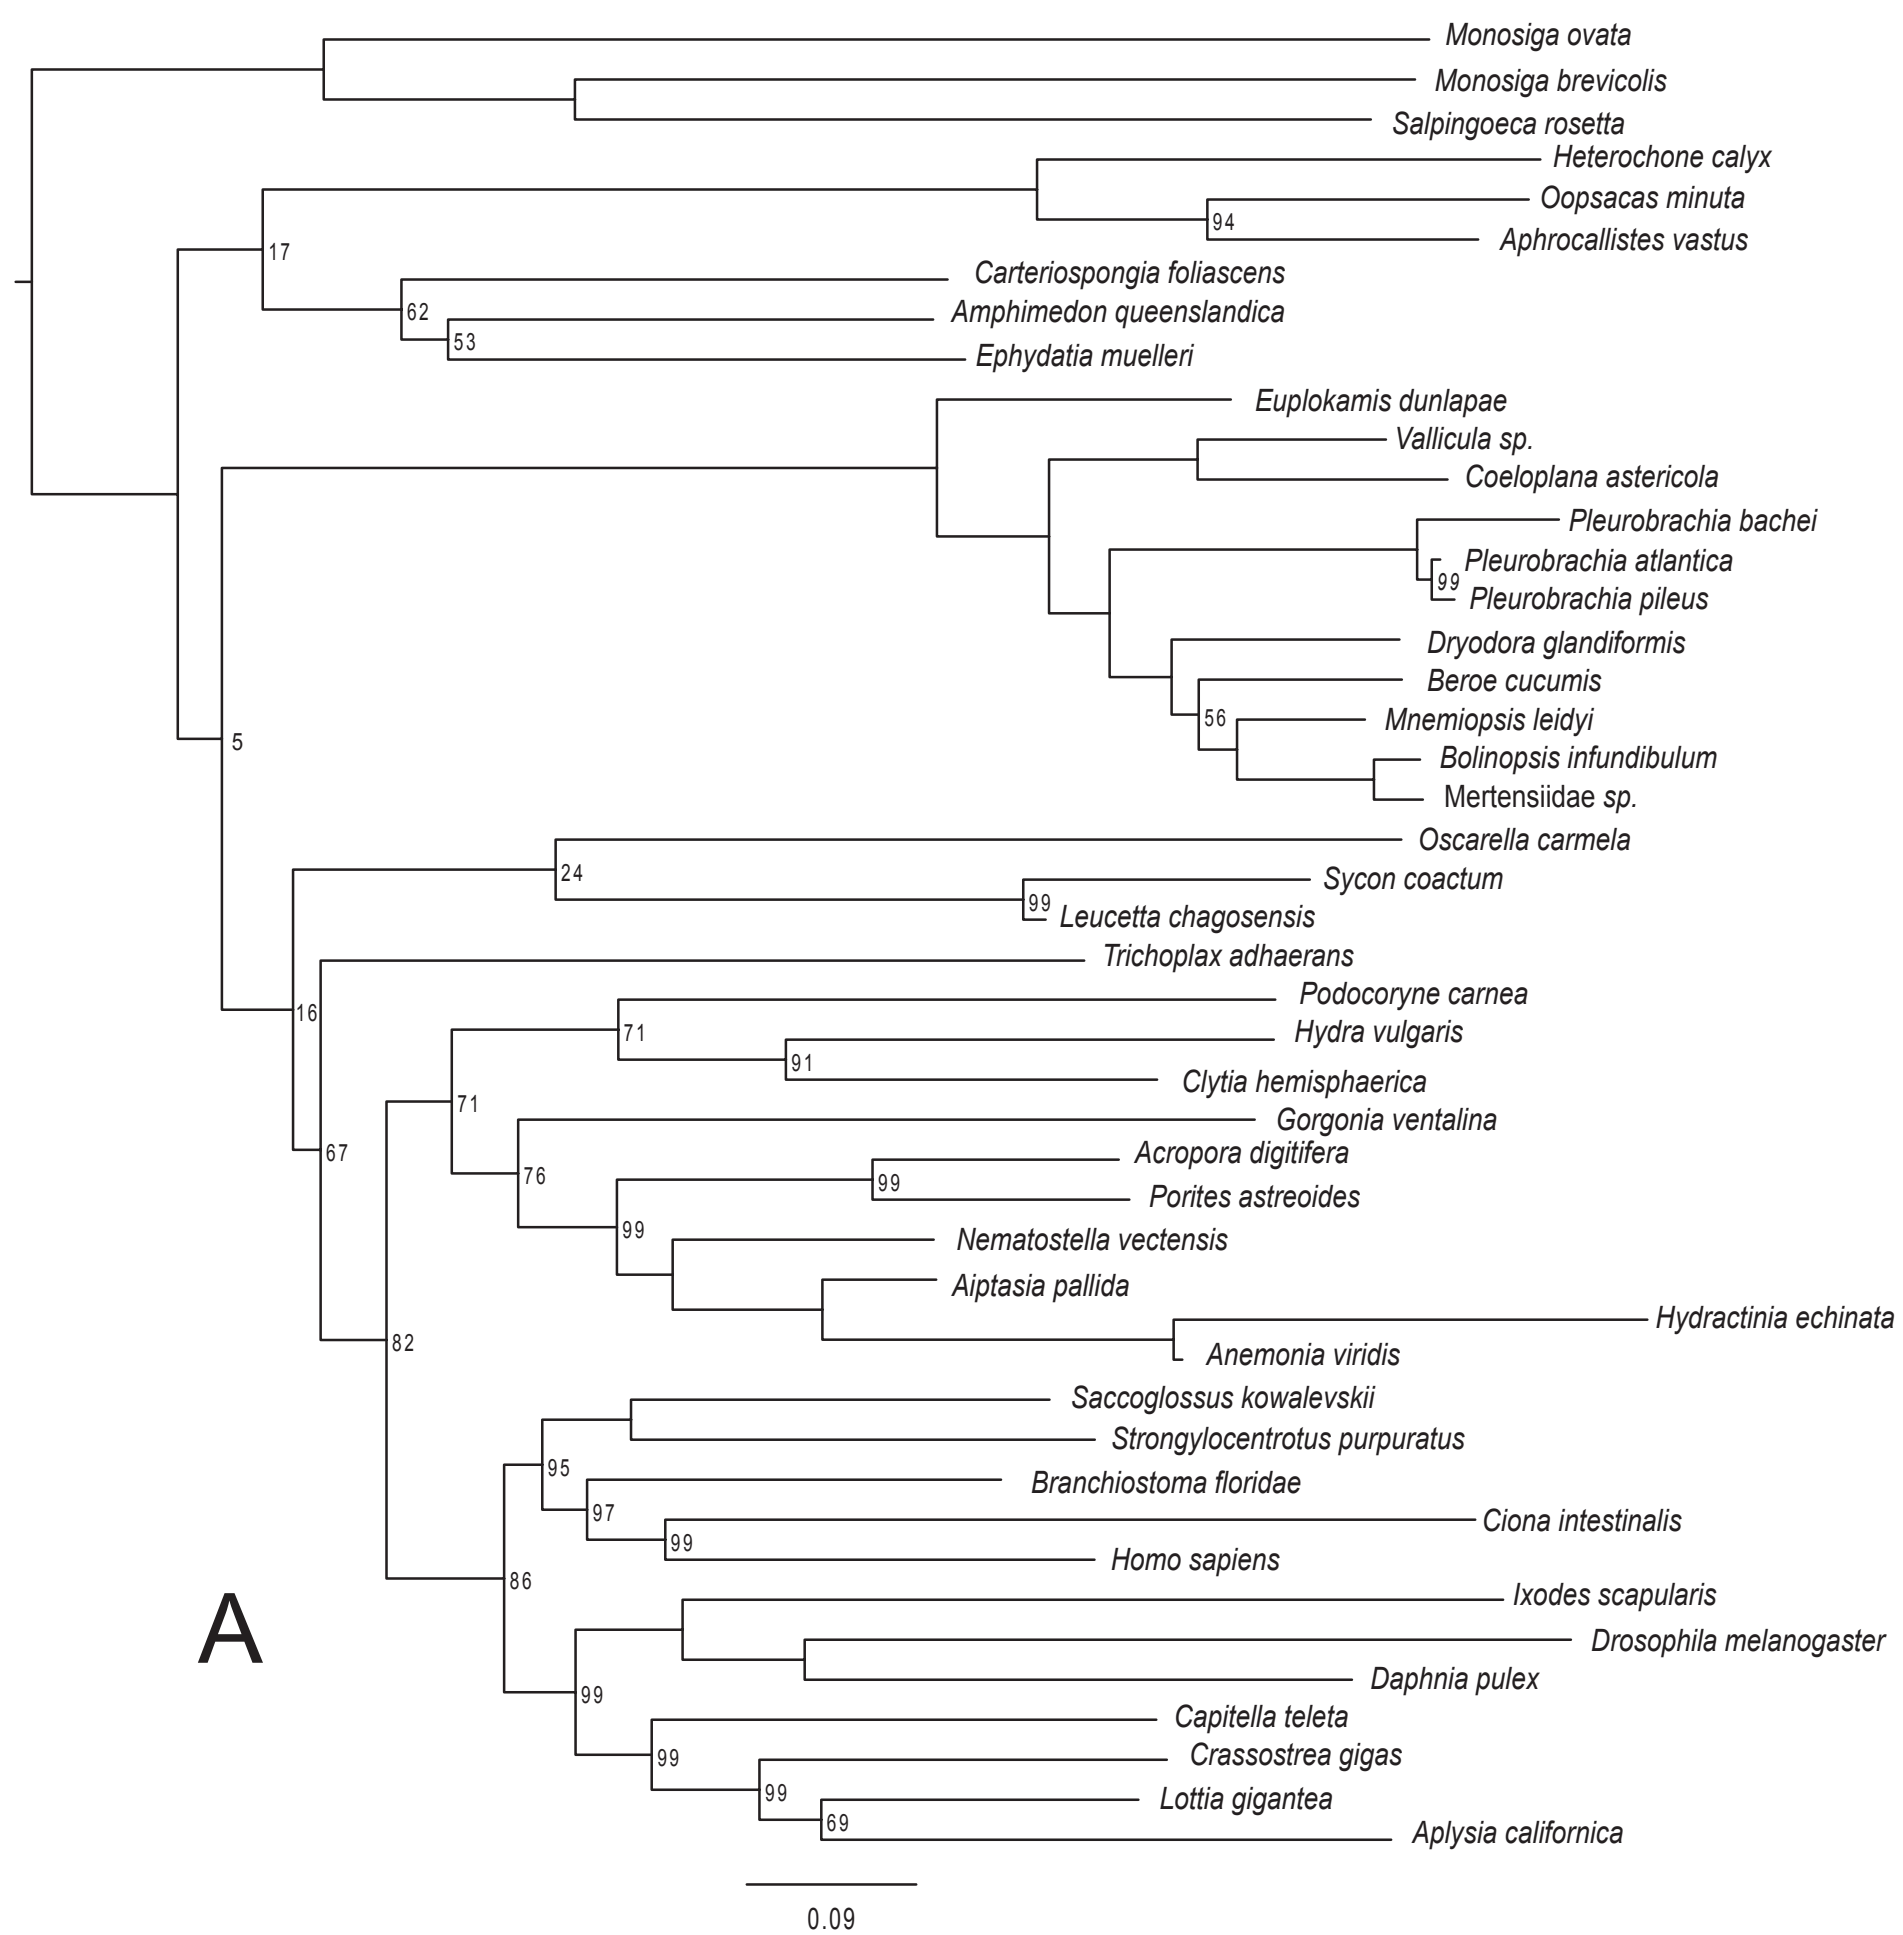 Monosiga ovata
Monosiga brevicolis
Salpingoeca rosetta
Heterochone calyx
Oopsacas minuta
94
Aphrocallistes vastus
17
Carteriospongia foliascens
62
Amphimedon queenslandica
53
Ephydatia muelleri
Euplokamis dunlapae
Vallicula sp.
Coeloplana astericola
Pleurobrachia bachei
Pleurobrachia atlantica
99
Pleurobrachia pileus
Dryodora glandiformis
Beroe cucumis
56
Mnemiopsis leidyi
5
Bolinopsis infundibulum
Mertensiidae sp.
Oscarella carmela
24
Sycon coactum
99
Leucetta chagosensis
Trichoplax adhaerans
Podocoryne carnea
16
71
Hydra vulgaris
91
Clytia hemisphaerica
71
Gorgonia ventalina
67
Acropora digitifera
76
99
Porites astreoides
99
Nematostella vectensis
Aiptasia pallida
Hydractinia echinata
82
Anemonia viridis
Saccoglossus kowalevskii
Strongylocentrotus purpuratus
95
Branchiostoma floridae
97
Ciona intestinalis
99
Homo sapiens
86
Ixodes scapularis
A
Drosophila melanogaster
Daphnia pulex
99
Capitella teleta
99
Crassostrea gigas
99
Lottia gigantea
69
Aplysia californica
0.09